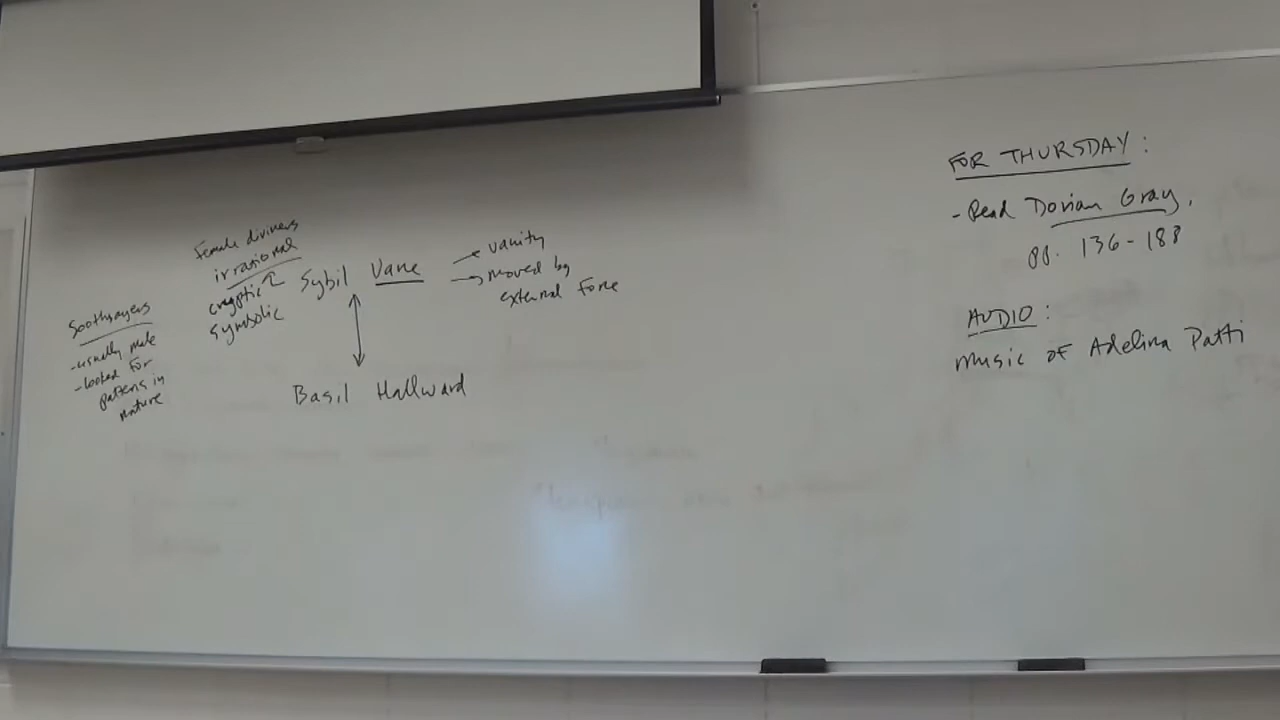 Soothsayers
-usually male
-looked for
patterns in
nature
Female diviners
irrational
cryptic
symbolic
Sybil Vane
vanity
moved by
external force
Basil Hallward
FOR THURSDAY:
-Read Dorian Gray,
pp. 136-188
AUDIO:
Music of Adelina Patti